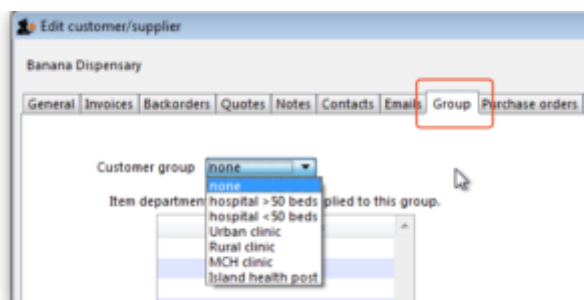 Edit customer/supplier
Banana Dispensary
General Invoices Backorders Quotes Notes Contacts Emails Group Purchase orders
Customer group none
none
Item departmen plied to this group.
hospital >50 beds
hospital <50 beds
Urban clinic
Rural clinic
MCH clinic
Island health post